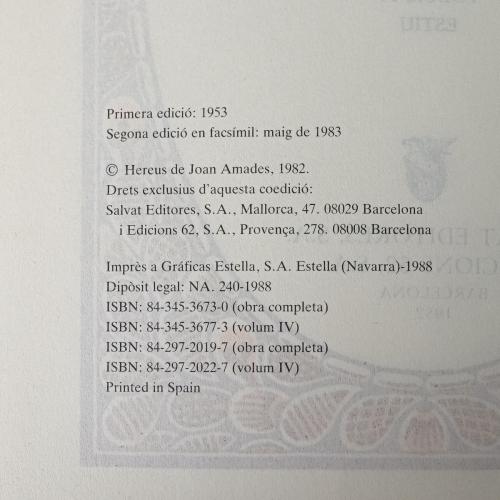 Primera edició: 1953
Segona edició en facsímil: maig de 1983
© Hereus de Joan Amades, 1982.
Drets exclusius d'aquesta coedició:
Salvat Editores, S.A., Mallorca, 47. 08029 Barcelona
i Edicions 62, S.A., Provença, 278. 08008 Barcelona
Imprès a Gráficas Estella, S.A. Estella (Navarra)-1988
Dipòsit legal: NA. 240-1988
ISBN: 84-345-3673-0 (obra completa)
ISBN: 84-345-3677-3 (volum IV)
ISBN: 84-297-2019-7 (obra completa)
ISBN: 84-297-2022-7 (volum IV)
Printed in Spain